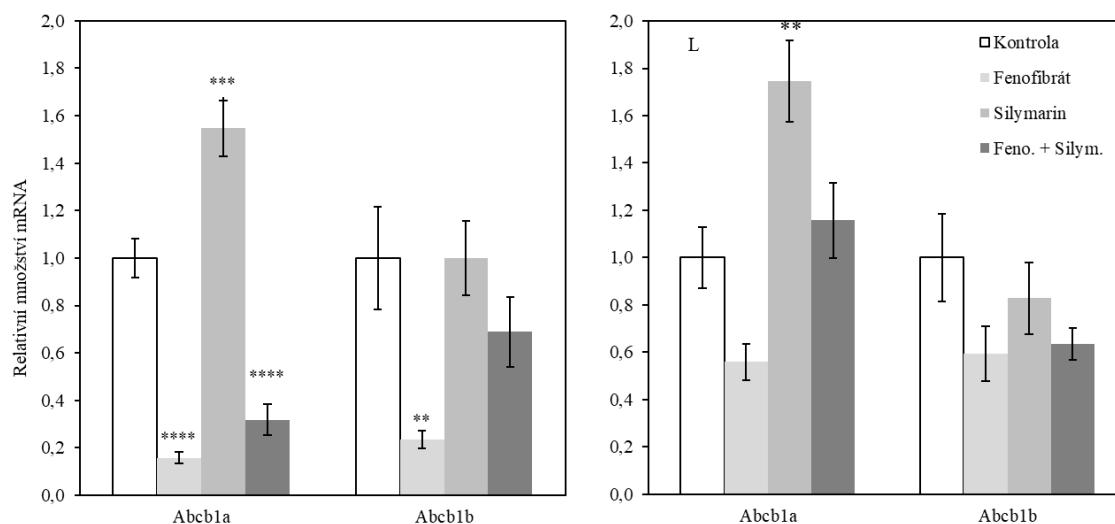 Relativní množství mRNA
2,0
1,8
1,6
1,4
1,2
1,0
0,8
0,6
0,4
0,2
0,0
****
***
****
**
Abcb1a
Abcb1b
2,0
1,8
1,6
1,4
1,2
1,0
0,8
0,6
0,4
0,2
0,0
L
**
Kontrola
Fenofibrát
Silymarin
Feno. + Silym.
Abcb1a
Abcb1b